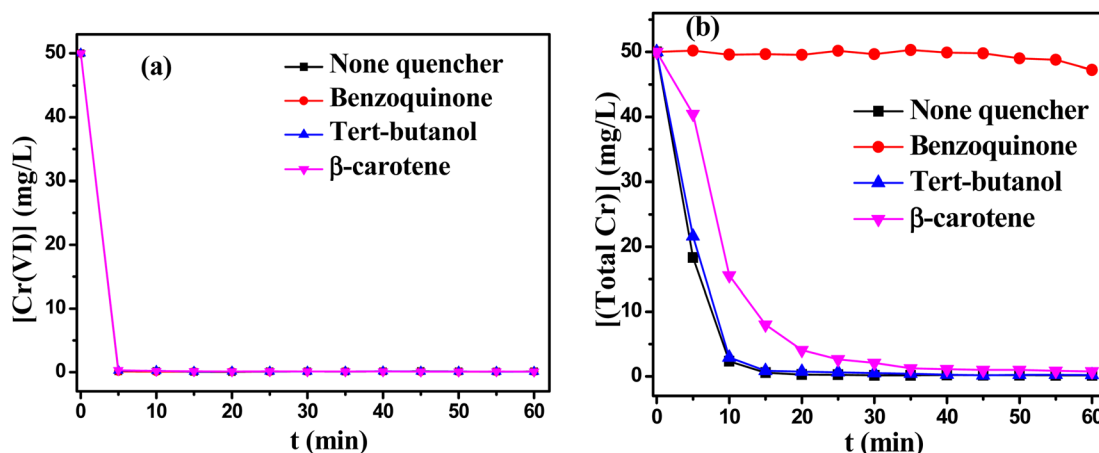 (a)
None quencher
Benzoquinone
Tert-butanol
β-carotene
[Cr(VI)] (mg/L)
50
40
30
20
10
0
0
10
20
30
40
50
60
t (min)
(b)
None quencher
Benzoquinone
Tert-butanol
β-carotene
[(Total Cr)] (mg/L)
50
40
30
20
10
0
0
10
20
30
40
50
60
t (min)